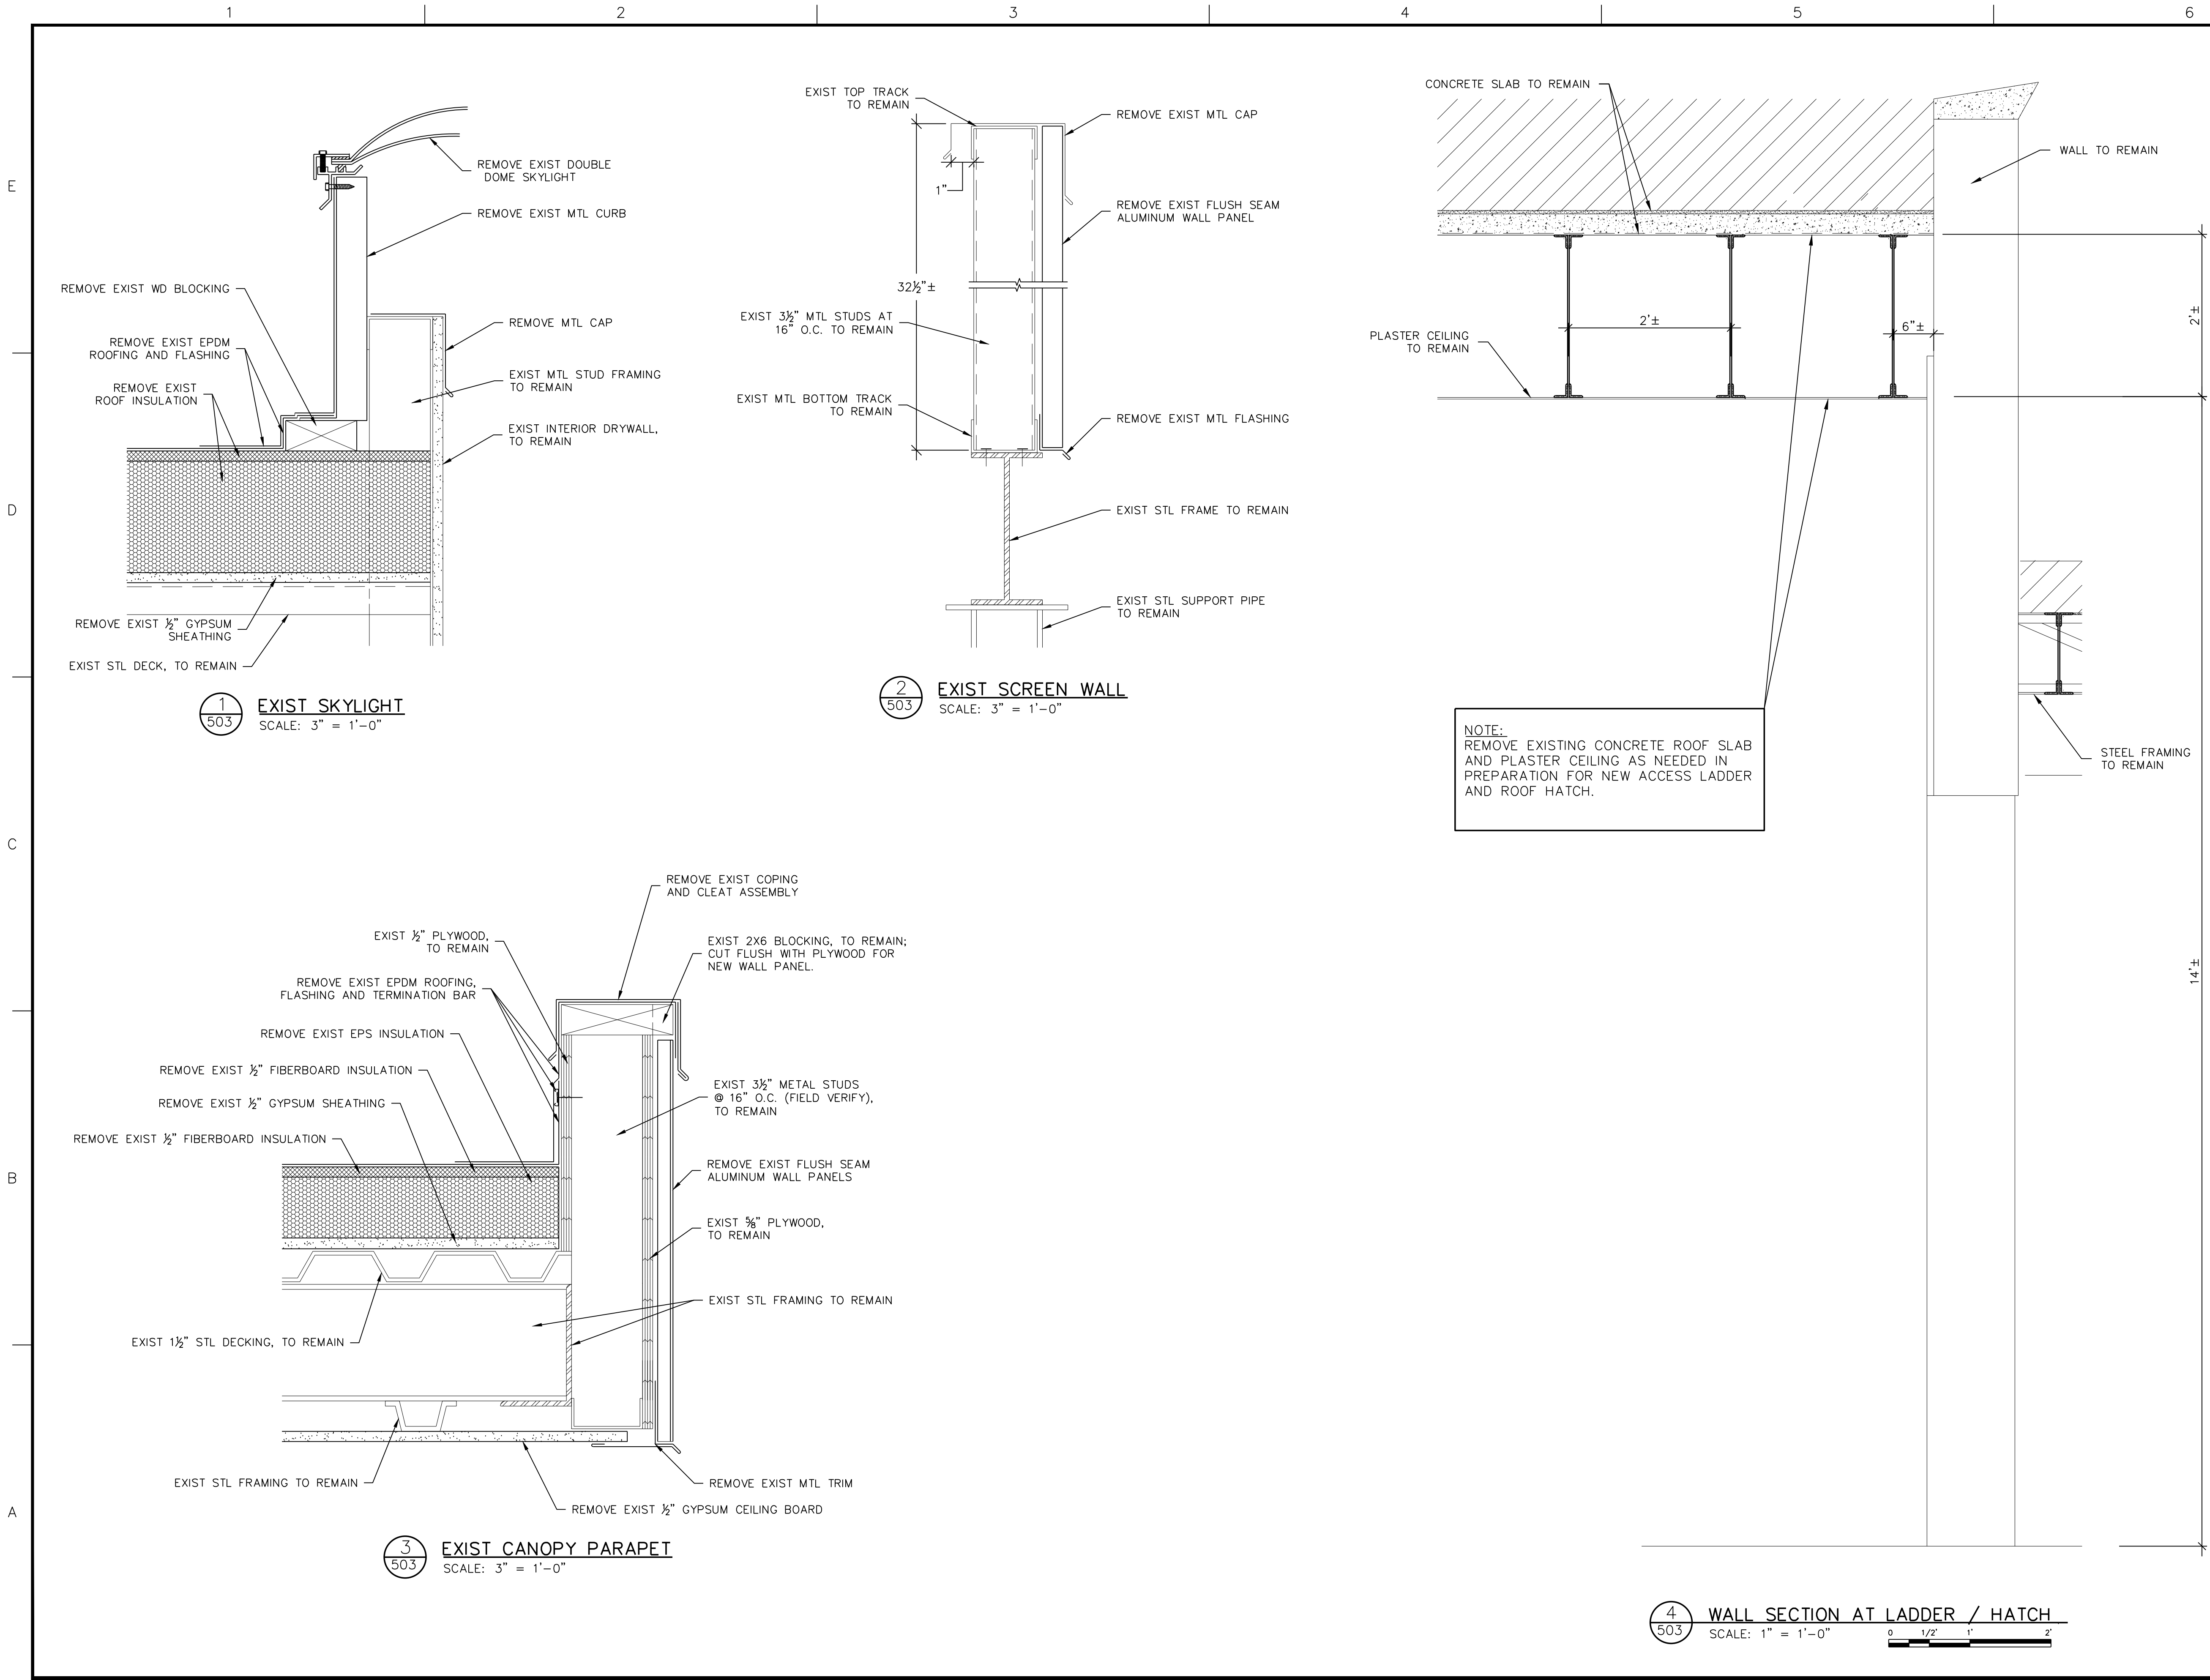 1
2
3
4
5
6
E
D
C
B
A
REMOVE EXIST DOUBLE
DOME SKYLIGHT
REMOVE EXIST MTL CURB
REMOVE EXIST WD BLOCKING
REMOVE MTL CAP
REMOVE EXIST EPDM
ROOFING AND FLASHING
EXIST MTL STUD FRAMING
TO REMAIN
REMOVE EXIST
ROOF INSULATION
EXIST INTERIOR DRYWALL,
TO REMAIN
REMOVE EXIST ½" GYPSUM
SHEATHING
EXIST STL DECK, TO REMAIN
1
503
EXIST SKYLIGHT
SCALE: 3" = 1'-0"
EXIST TOP TRACK
TO REMAIN
REMOVE EXIST MTL CAP
1"
REMOVE EXIST FLUSH SEAM
ALUMINUM WALL PANEL
32½"±
EXIST 3½" MTL STUDS AT
16" O.C. TO REMAIN
EXIST MTL BOTTOM TRACK
TO REMAIN
REMOVE EXIST MTL FLASHING
EXIST STL FRAME TO REMAIN
EXIST STL SUPPORT PIPE
TO REMAIN
2
503
EXIST SCREEN WALL
SCALE: 3" = 1'-0"
REMOVE EXIST COPING
AND CLEAT ASSEMBLY
EXIST ½" PLYWOOD,
TO REMAIN
EXIST 2X6 BLOCKING, TO REMAIN;
CUT FLUSH WITH PLYWOOD FOR
NEW WALL PANEL.
REMOVE EXIST EPDM ROOFING,
FLASHING AND TERMINATION BAR
REMOVE EXIST EPS INSULATION
REMOVE EXIST ½" FIBERBOARD INSULATION
EXIST 3½" METAL STUDS
@ 16" O.C. (FIELD VERIFY),
TO REMAIN
REMOVE EXIST ½" GYPSUM SHEATHING
REMOVE EXIST ½" FIBERBOARD INSULATION
REMOVE EXIST FLUSH SEAM
ALUMINUM WALL PANELS
EXIST ⅝" PLYWOOD,
TO REMAIN
EXIST STL FRAMING TO REMAIN
EXIST 1½" STL DECKING, TO REMAIN
EXIST STL FRAMING TO REMAIN
REMOVE EXIST MTL TRIM
REMOVE EXIST ½" GYPSUM CEILING BOARD
3
503
EXIST CANOPY PARAPET
SCALE: 3" = 1'-0"
CONCRETE SLAB TO REMAIN
WALL TO REMAIN
2'±
6"±
2'±
PLASTER CEILING
TO REMAIN
NOTE:
REMOVE EXISTING CONCRETE ROOF SLAB
AND PLASTER CEILING AS NEEDED IN
PREPARATION FOR NEW ACCESS LADDER
AND ROOF HATCH.
STEEL FRAMING
TO REMAIN
14'±
4
503
WALL SECTION AT LADDER / HATCH
SCALE: 1" = 1'-0"
0 1/2' 1' 2'